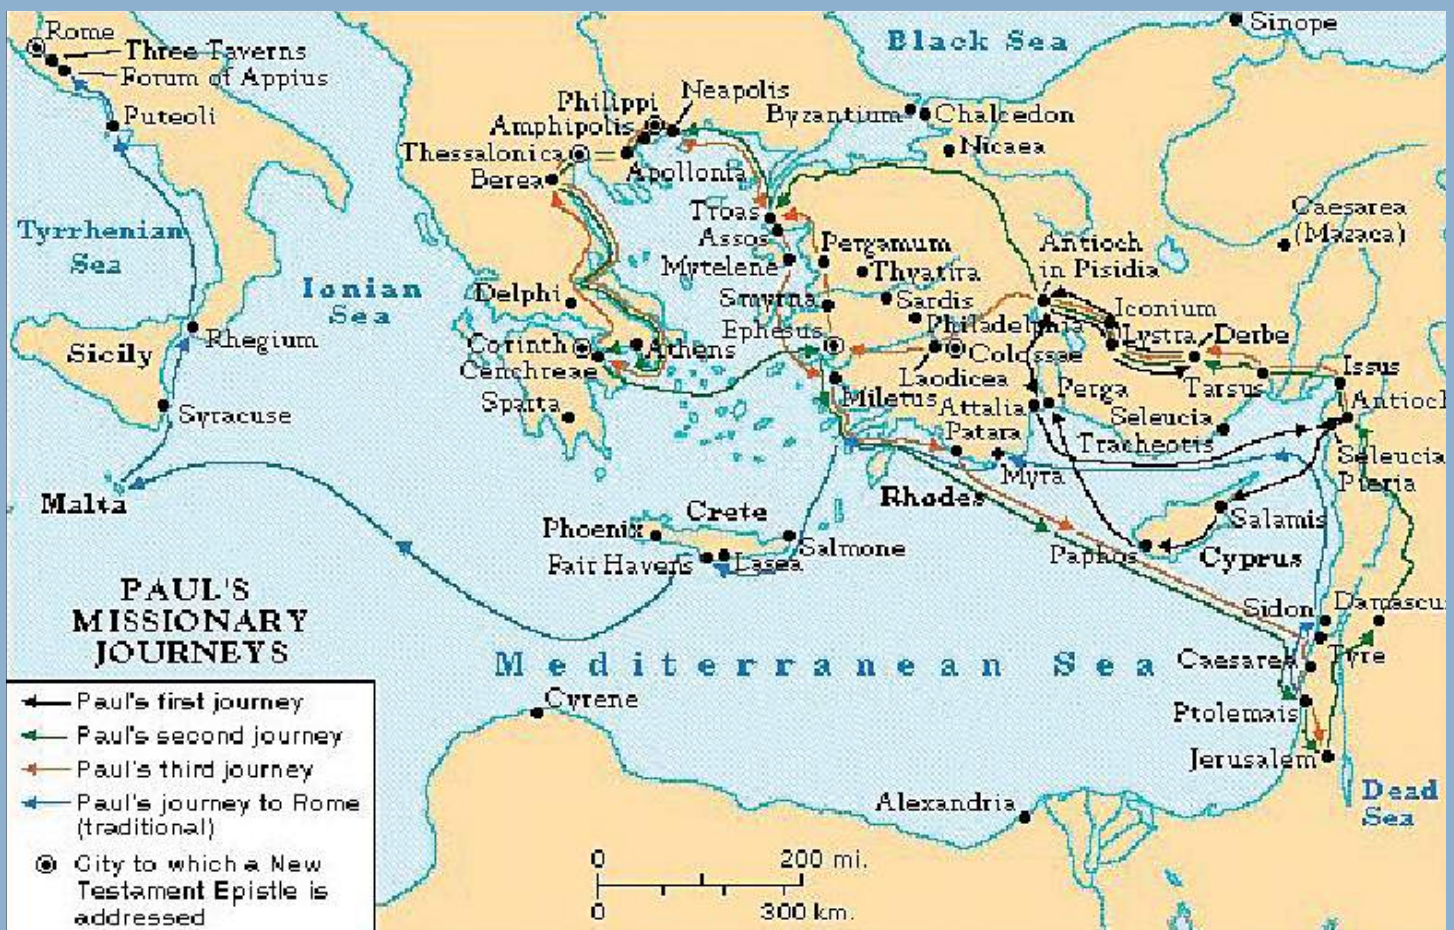 Rome
Three Taverns
Forum of Appius
Puteoli
Tyrrhenian
Sea
Ionian
Sea
Sicily
Rhegium
Syracuse
Malta
Black Sea
Sinope
Neapolis
Philippi
Amphipolis
Thessalonica
Apollonia
Berea
Byzantium
Chalcedon
Nicaea
Caesarea
(Mazaca)
Troas
Assos
Mytelene
Pergamum
Thyatira
Smyrna
Sardis
Ephesus
Philadelphia
Colossae
Laodicea
Miletus
Antioch
in Pisidia
Iconium
Lystra
Derbe
Tarsus
Issus
Antioch
Seleucia
Pieria
Perga
Attalia
Seleucia
Tracheotis
Patara
Myra
Delphi
Corinth
Athens
Cenchreae
Sparta
Rhodes
Crete
Phoenix
Fair Havens
Lasea
Salmone
Salamis
Paphos
Cyprus
Sidon
Damascu
Tyre
Caesarea
Ptolemais
Jerusalem
Dead
Sea
Mediterranean Sea
Cyrene
Alexandria
PAUL'S
MISSIONARY
JOURNEYS
Paul's first journey
Paul's second journey
Paul's third journey
Paul's journey to Rome
(traditional)
City to which a New
Testament Epistle is
addressed
0 200 mi.
0 300 km.